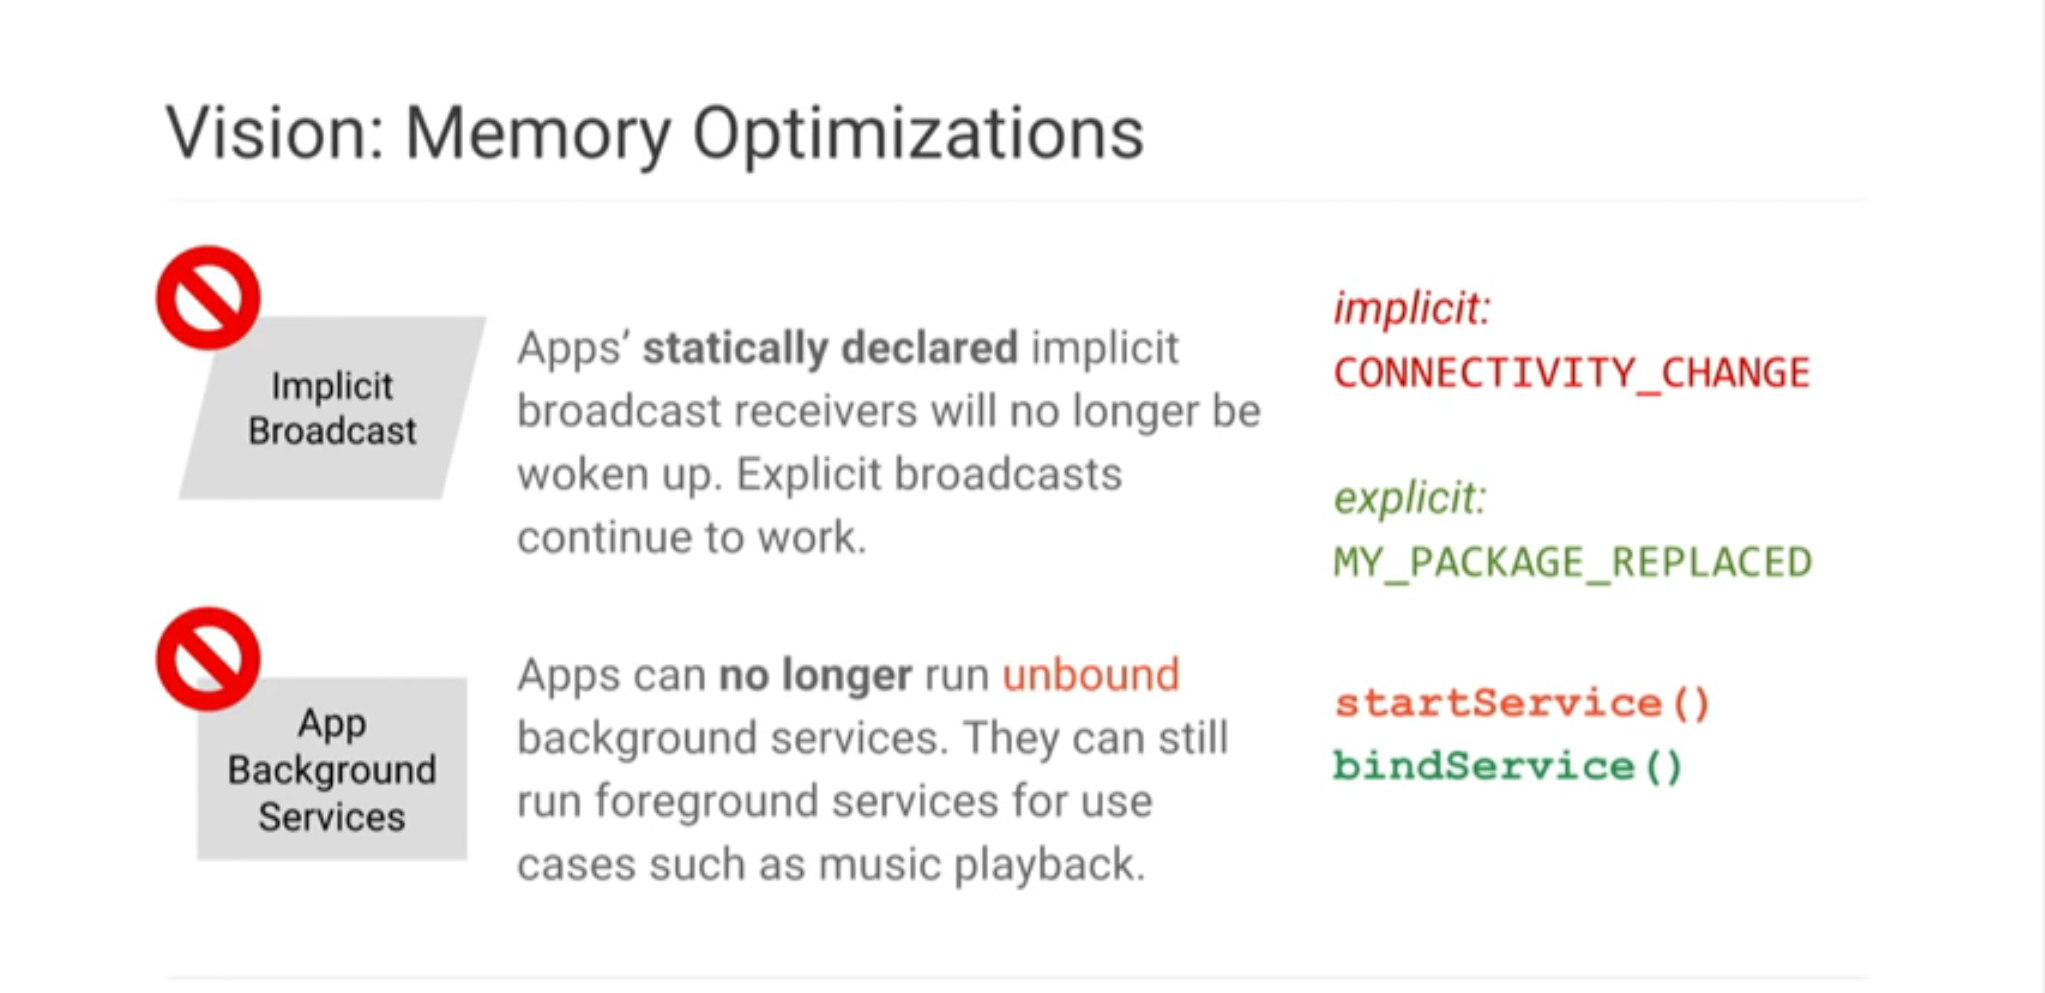 Vision: Memory Optimizations
Implicit
Broadcast
Apps’ statically declared implicit
broadcast receivers will no longer be
woken up. Explicit broadcasts
continue to work.
implicit:
CONNECTIVITY_CHANGE
explicit:
MY_PACKAGE_REPLACED
App
Background
Services
Apps can no longer run unbound
background services. They can still
run foreground services for use
cases such as music playback.
startService()
bindService()